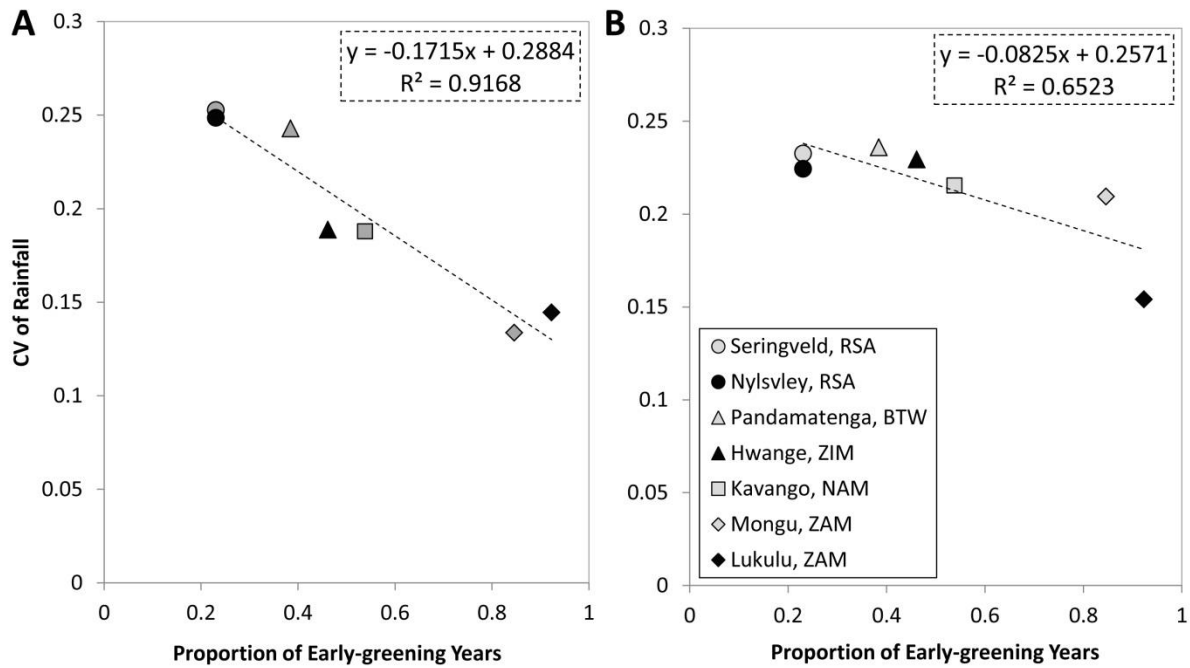 A
y = -0.1715x + 0.2884
R² = 0.9168
0.3
0.25
0.2
0.15
0.1
0.05
0
CV of Rainfall
0 0.2 0.4 0.6 0.8 1
Proportion of Early-greening Years
B
y = -0.0825x + 0.2571
R² = 0.6523
0.3
0.25
0.2
0.15
0.1
0.05
0
Seringveld, RSA
Nylsvley, RSA
Pandamatenga, BTW
Hwange, ZIM
Kavango, NAM
Mongu, ZAM
Lukulu, ZAM
0 0.2 0.4 0.6 0.8 1
Proportion of Early-greening Years